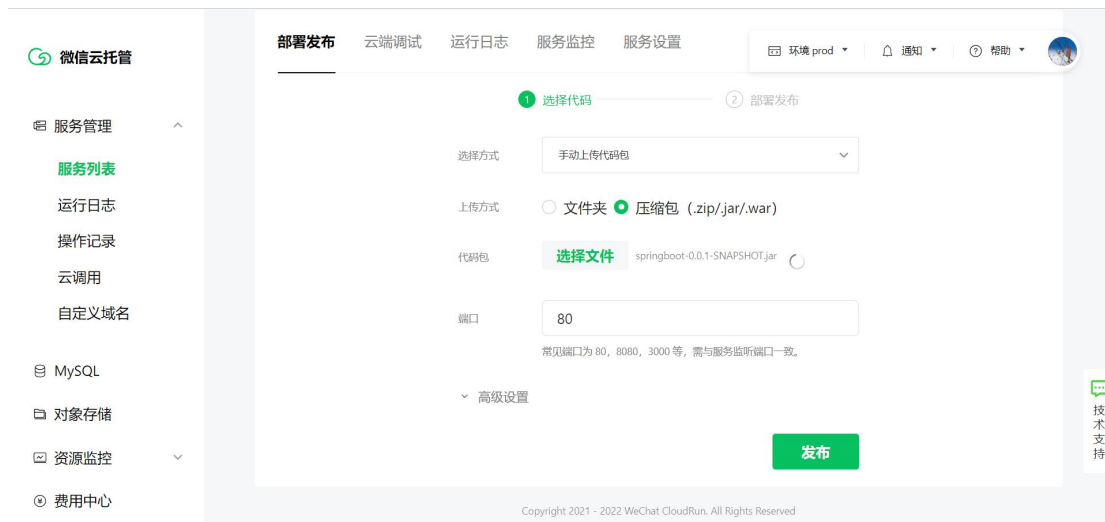 微信云托管
服务管理
服务列表
运行日志
操作记录
云调用
自定义域名
MySQL
对象存储
资源监控
费用中心
部署发布 云端调试 运行日志 服务监控 服务设置
环境 prod 通知 帮助
1 选择代码 2 部署发布
选择方式 手动上传代码包
上传方式 文件夹 压缩包（.zip/.jar/.war）
代码包 选择文件 springboot-0.0.1-SNAPSHOT.jar
端口 80
常见端口为 80，8080，3000 等，需与服务监听端口一致。
高级设置
发布
Copyright 2021 - 2022 WeChat CloudRun. All Rights Reserved
技术支持